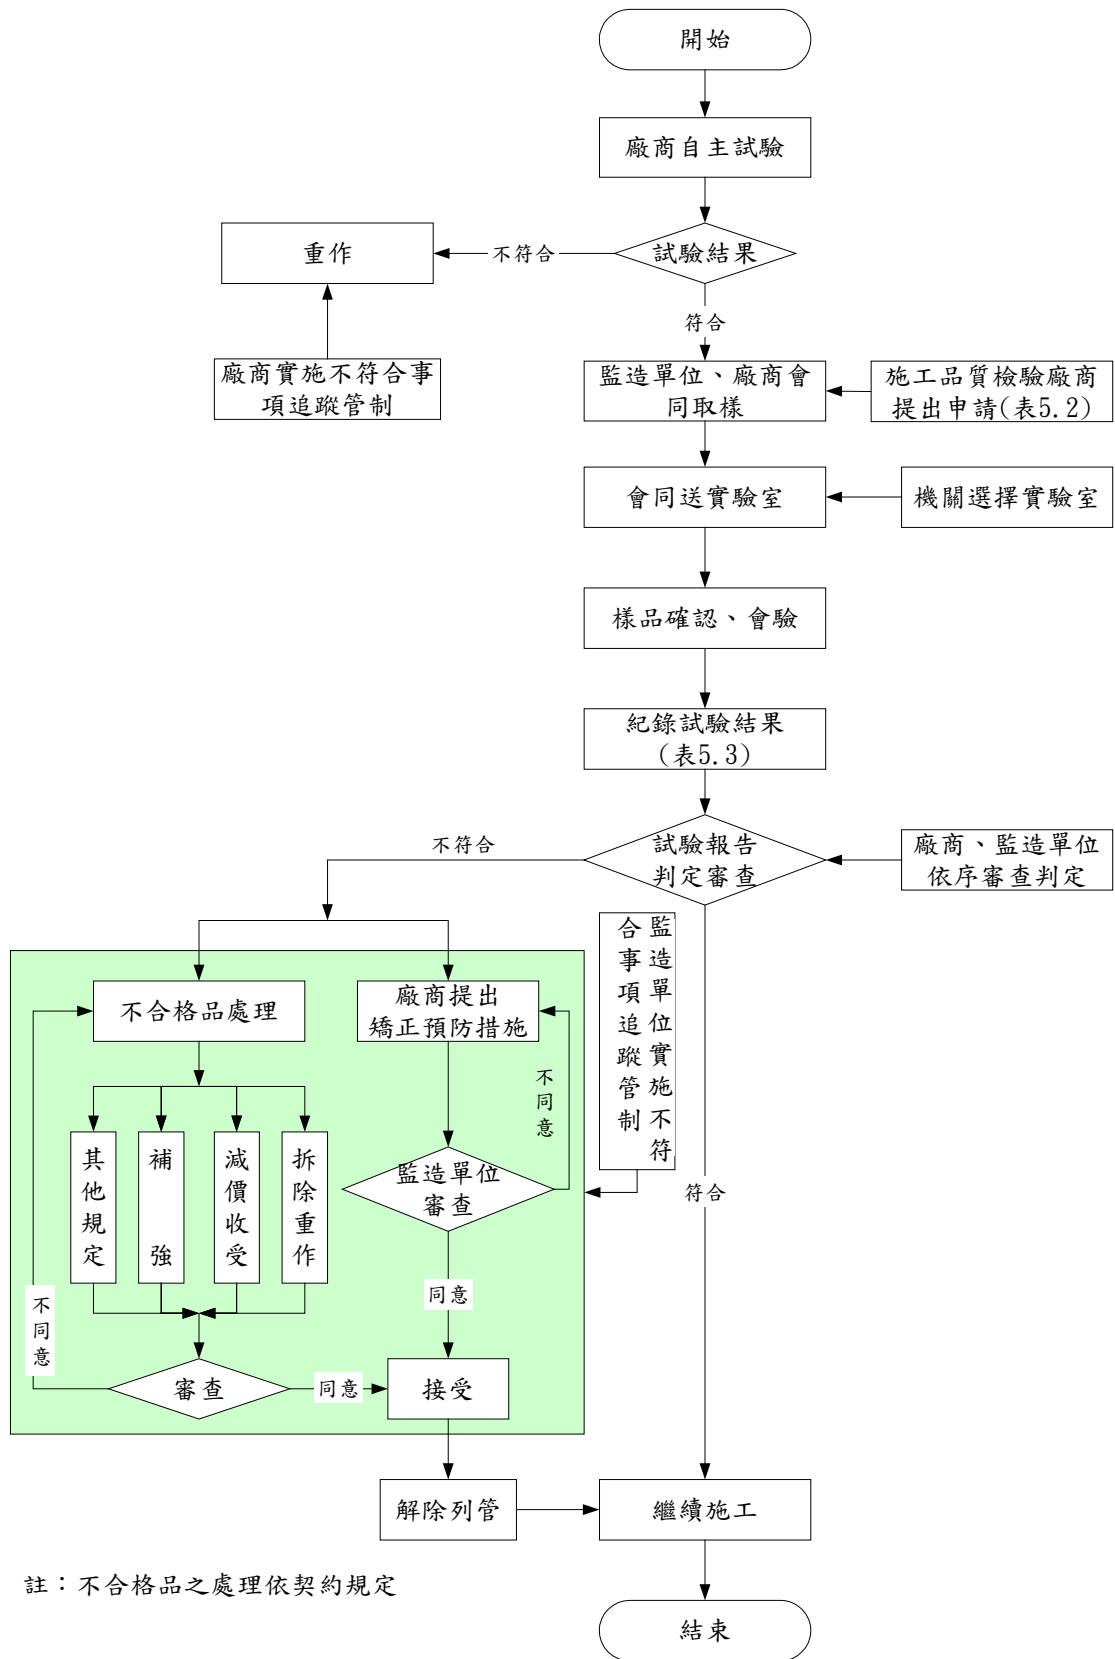 開始
廠商自主試驗
試驗結果
不符合
重作
廠商實施不符合事
項追蹤管制
符合
監造單位、廠商會
同取樣
施工品質檢驗廠商
提出申請(表5.2)
會同送實驗室
機關選擇實驗室
樣品確認、會驗
紀錄試驗結果
(表5.3)
試驗報告
判定審查
不符合
廠商、監造單位
依序審查判定
監造單位實施不符
合事項追蹤管制
不合格品處理
廠商提出
矯正預防措施
不同意
其他規定
補強
減價收受
拆除重作
監造單位
審查
符合
同意
不同意
審查
同意
接受
解除列管
繼續施工
註：不合格品之處理依契約規定
結束